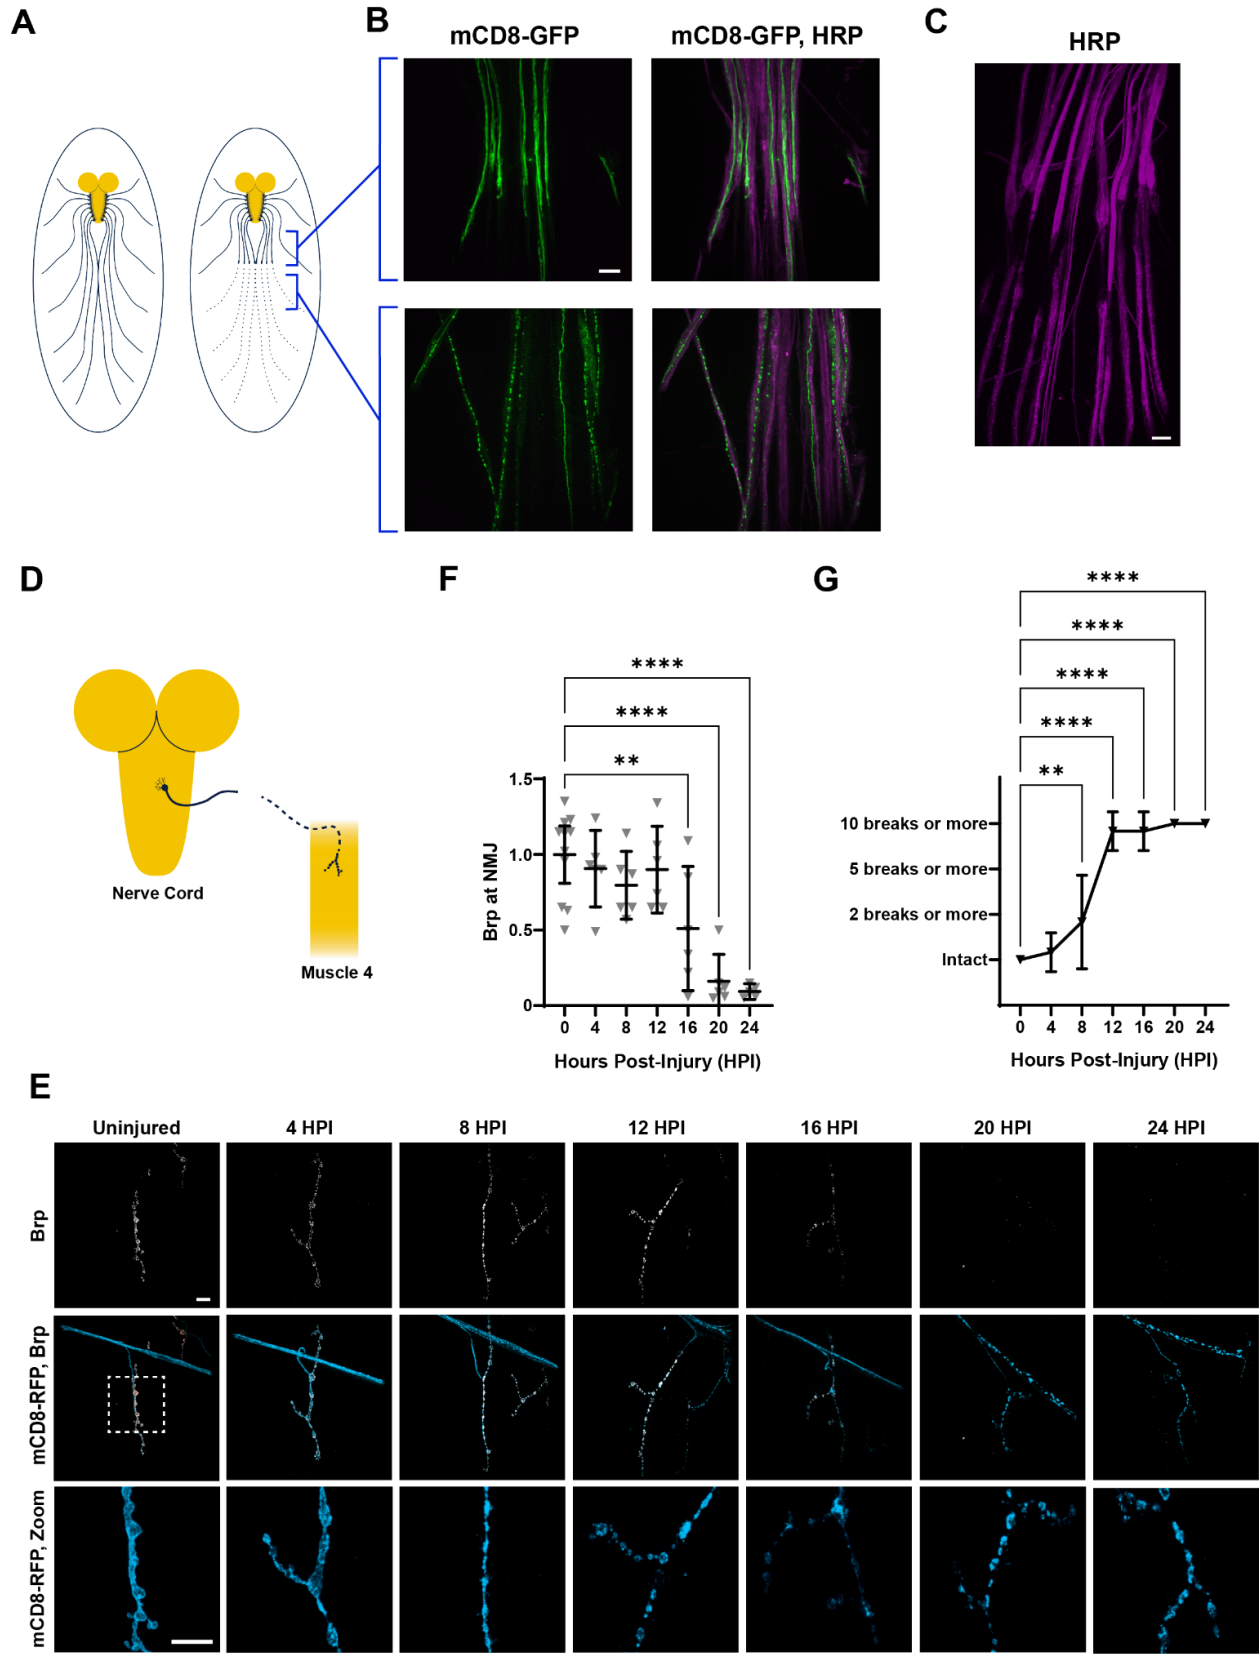 A
B
mCD8-GFP
mCD8-GFP, HRP
C
HRP
D
Nerve Cord
Muscle 4
F
****
****
**
1.5
1.0
0.5
0
Brp at NMJ
0 4 8 12 16 20 24
Hours Post-Injury (HPI)
G
****
****
****
****
**
10 breaks or more
5 breaks or more
2 breaks or more
Intact
0 4 8 12 16 20 24
Hours Post-Injury (HPI)
E
Uninjured 4 HPI 8 HPI 12 HPI 16 HPI 20 HPI 24 HPI
Brp
mCD8-RFP, Brp
mCD8-RFP, Zoom